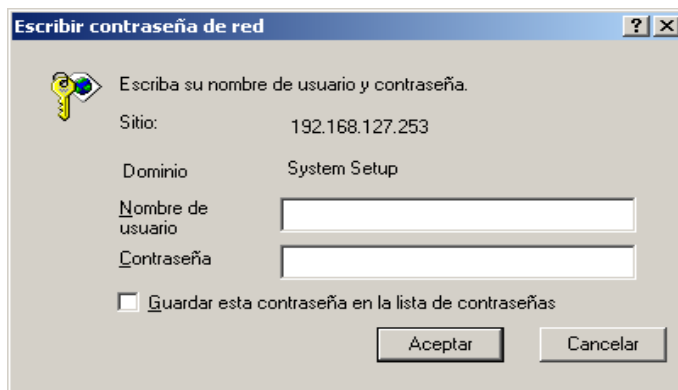 Escribir contraseña de red
Escriba su nombre de usuario y contraseña.
Sitio: 192.168.127.253
Dominio System Setup
Nombre de
usuario
Contraseña
Guardar esta contraseña en la lista de contraseñas
Aceptar Cancelar